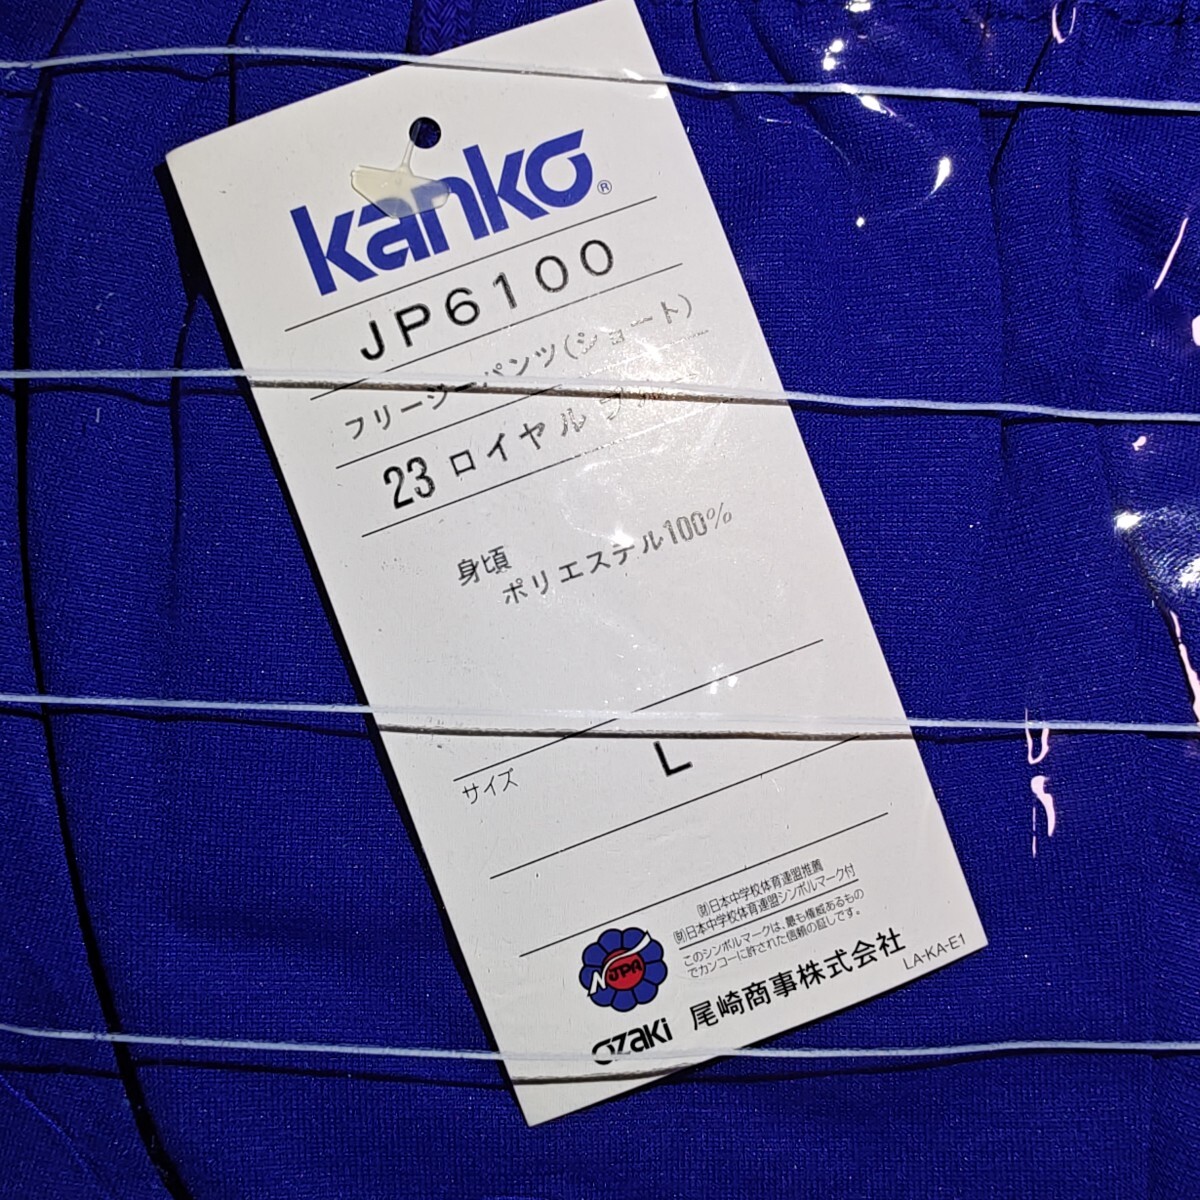 kanko®
JP6100
フリージーパンツ(ショート)
23 ロイヤルブルー
身頃
ポリエステル100%
サイズ L
(財)日本中学校体育連盟推薦
(財)日本中学校体育連盟シンボルマーク付
このシンボルマークは、最も権威あるもの
でカンコーに許された信頼の証しです。
NJPA
ozaki 尾崎商事株式会社
LA-KA-E1